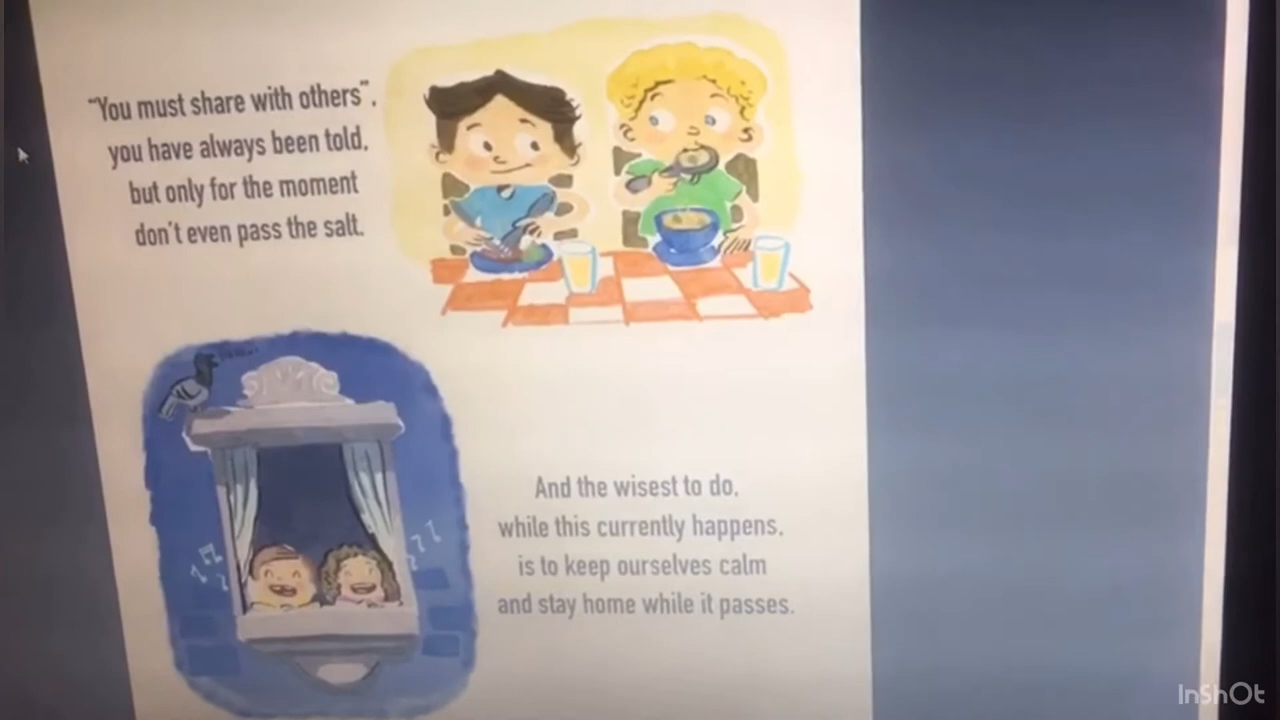 “You must share with others”,
you have always been told,
but only for the moment
don't even pass the salt.
And the wisest to do,
while this currently happens,
is to keep ourselves calm
and stay home while it passes.
InShOt